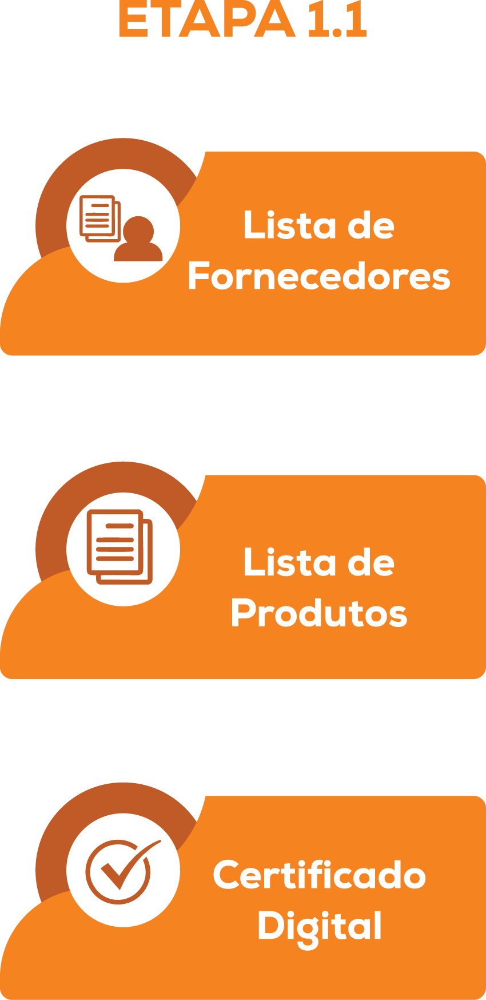 ETAPA 1.1
Lista de
Fornecedores
Lista de
Produtos
Certificado
Digital